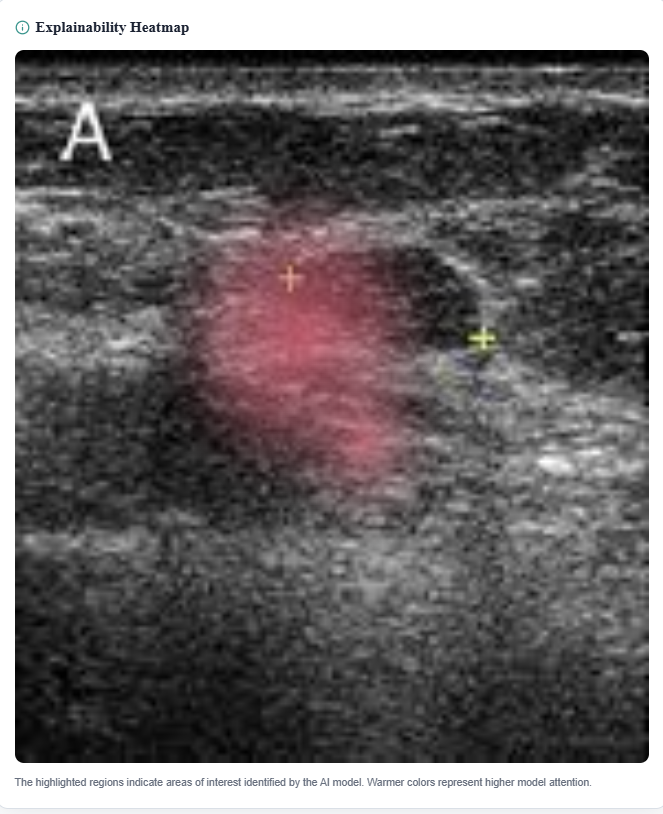 Explainability Heatmap
A
The highlighted regions indicate areas of interest identified by the AI model. Warmer colors represent higher model attention.